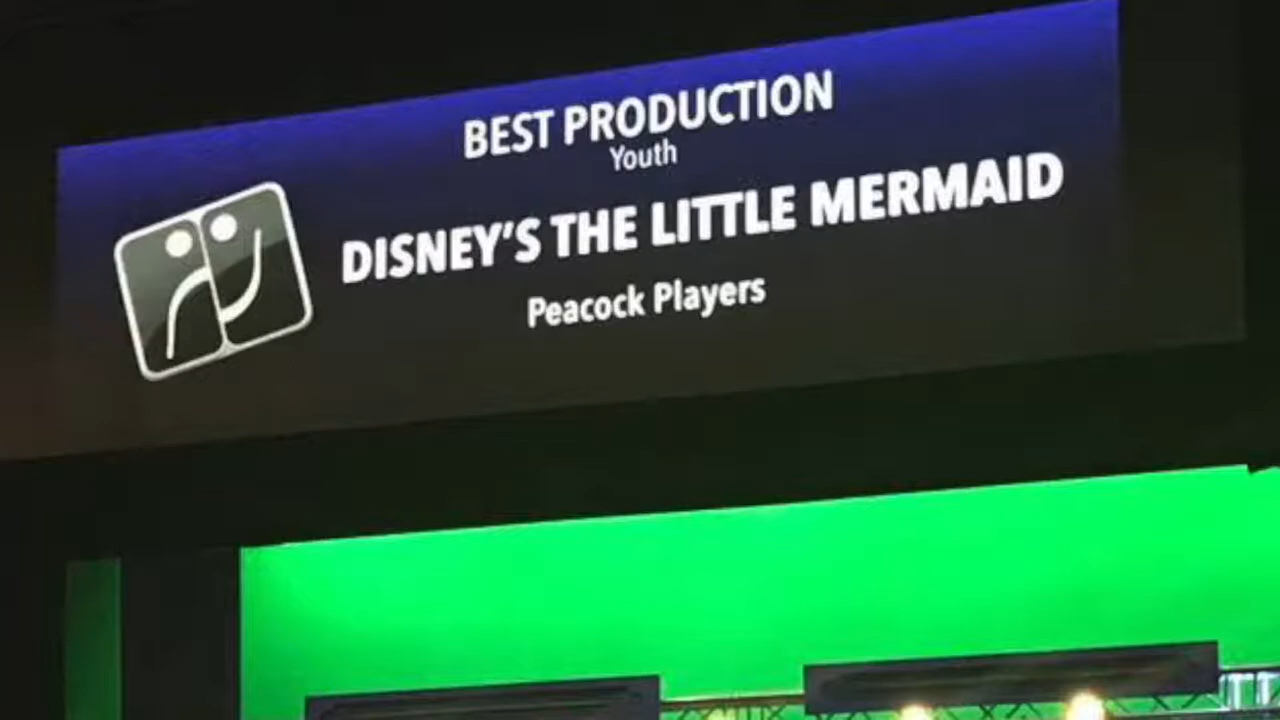 BEST PRODUCTION
Youth
DISNEY'S THE LITTLE MERMAID
Peacock Players